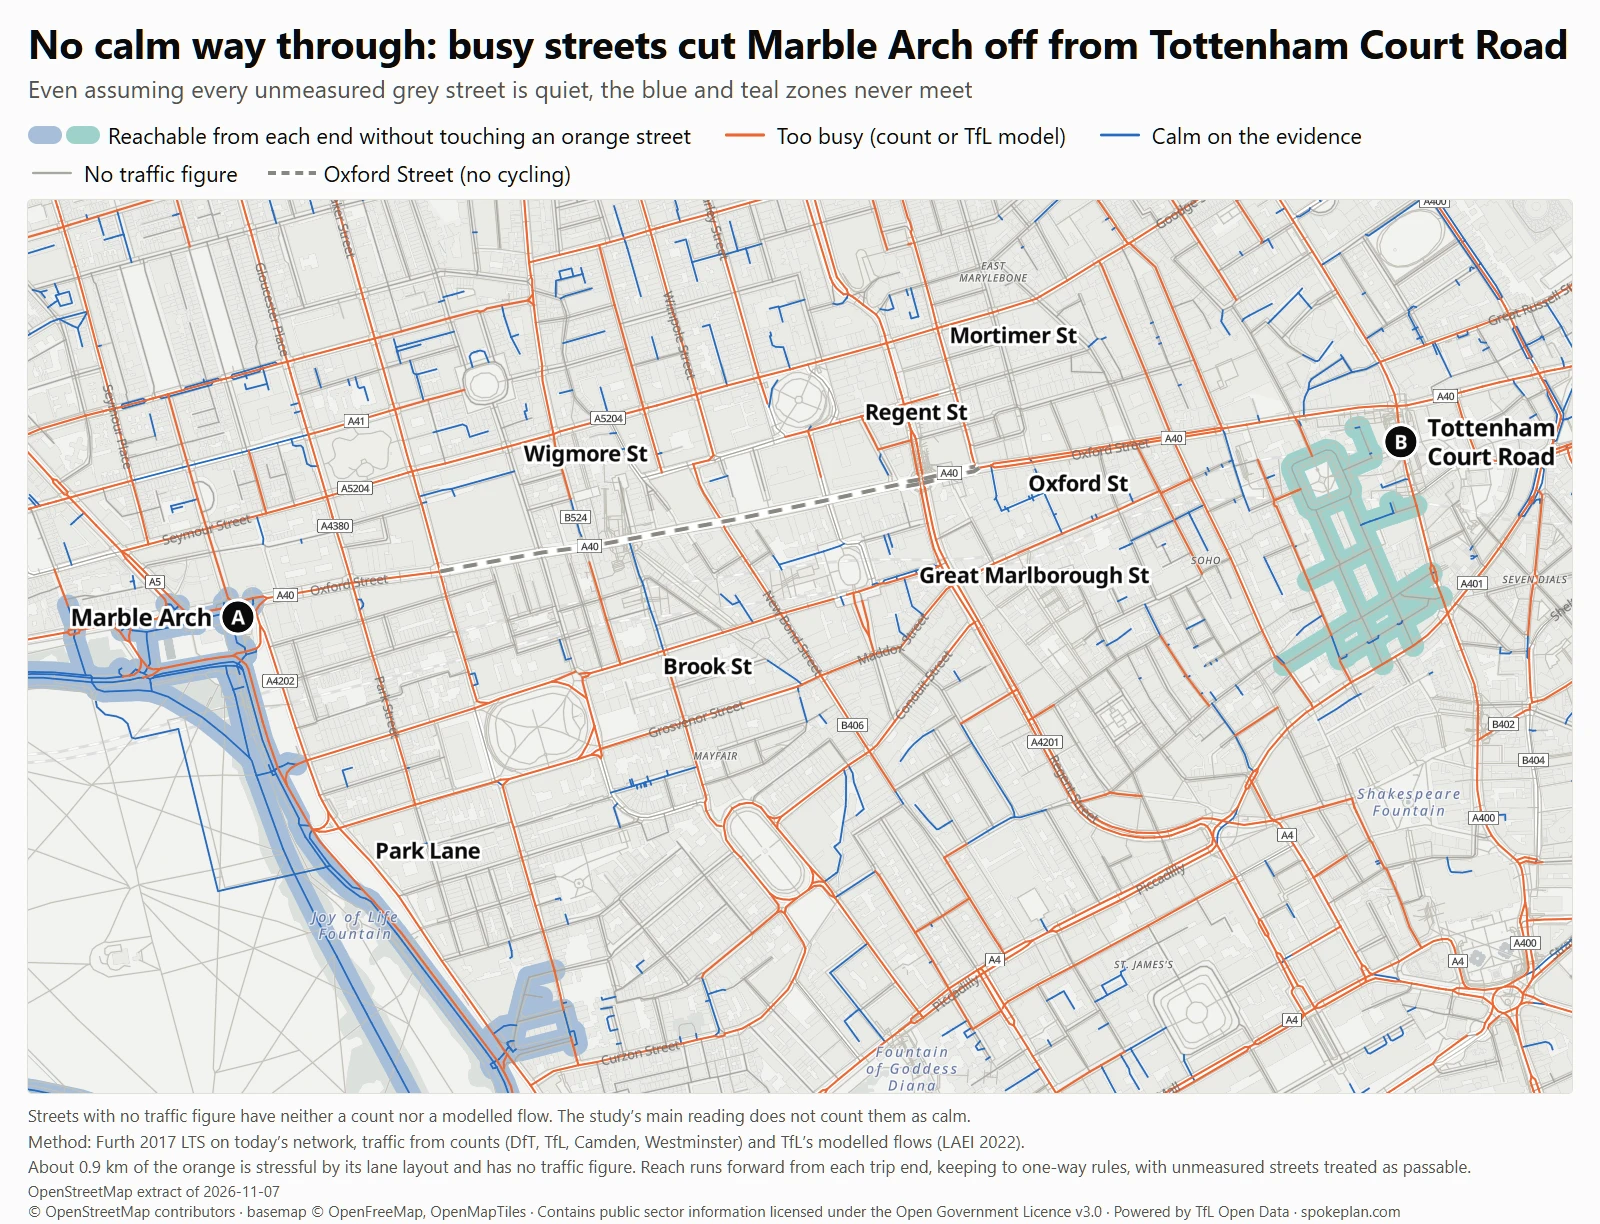 No calm way through: busy streets cut Marble Arch off from Tottenham Court Road
Even assuming every unmeasured grey street is quiet, the blue and teal zones never meet
Reachable from each end without touching an orange street
Too busy (count or TfL model)
Calm on the evidence
No traffic figure
Oxford Street (no cycling)
A400
Great Russell St
EAST
MARYLEBONE
Gloucester Place
Wimpole Street
Mortimer St
Seymour Place
A41
A5204
Regent St
A40
A40
Tottenham
Court Road
B
Wigmore St
Oxford Street
A40
Oxford St
A5204
A4380
B524
Seymour Street
A40
SOHO
Great Marlborough St
A5
Oxford Street
A40
A401
SEVEN DIALS
Marble Arch
A
New Bond Street
Maddox Street
Brook St
Conduit Street
A4202
Park Street
Grosvenor Street
B406
B402
MAYFAIR
A4201
Regent Street
B404
Shakespeare
Fountain
A400
A4
Park Lane
Piccadilly
Joy of Life
Fountain
A4
ST. JAMES'S
A4
A400
Piccadilly
A4
Curzon Street
Fountain
of Goddess
Diana
Streets with no traffic figure have neither a count nor a modelled flow. The study’s main reading does not count them as calm.
Method: Furth 2017 LTS on today’s network, traffic from counts (DfT, TfL, Camden, Westminster) and TfL’s modelled flows (LAEI 2022).
About 0.9 km of the orange is stressful by its lane layout and has no traffic figure. Reach runs forward from each trip end, keeping to one-way rules, with unmeasured streets treated as passable.
OpenStreetMap extract of 2026-11-07
© OpenStreetMap contributors · basemap © OpenFreeMap, OpenMapTiles · Contains public sector information licensed under the Open Government Licence v3.0 · Powered by TfL Open Data · spokeplan.com